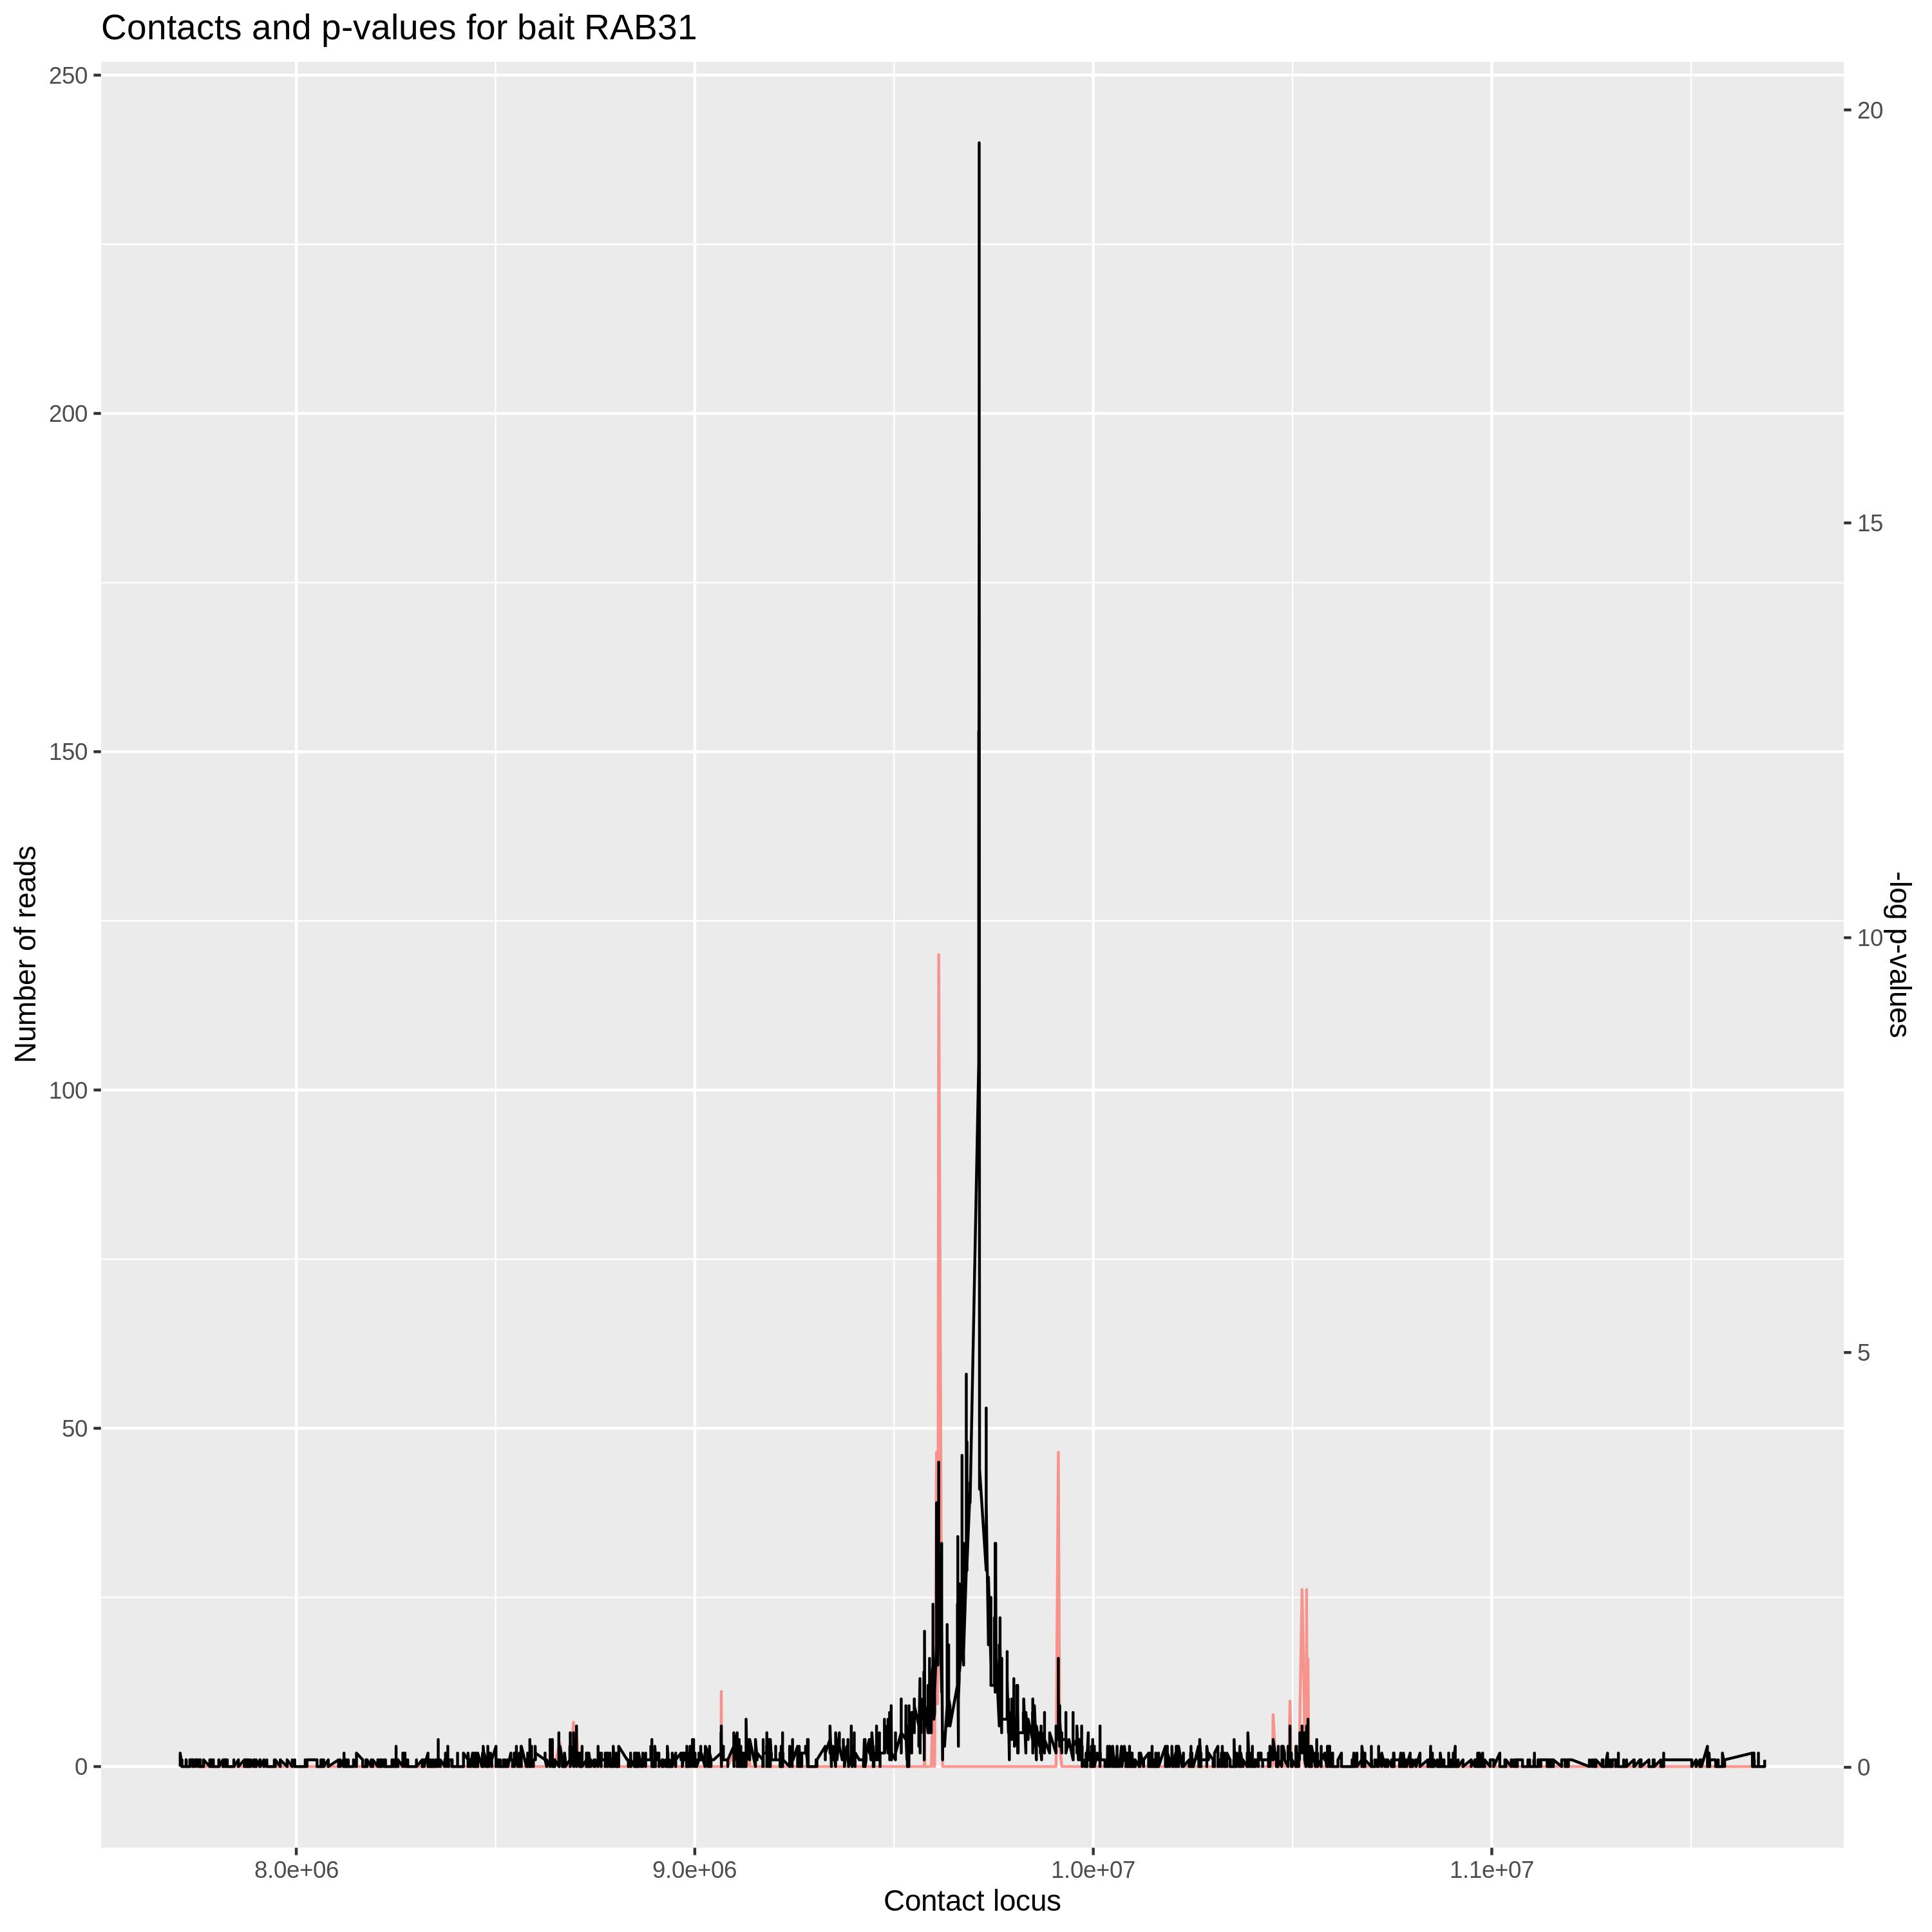 Contacts and p-values for bait RAB31
250
200
150
100
50
0
Number of reads
20
15
10
5
0
-log p-values
8.0e+06
9.0e+06
1.0e+07
1.1e+07
Contact locus